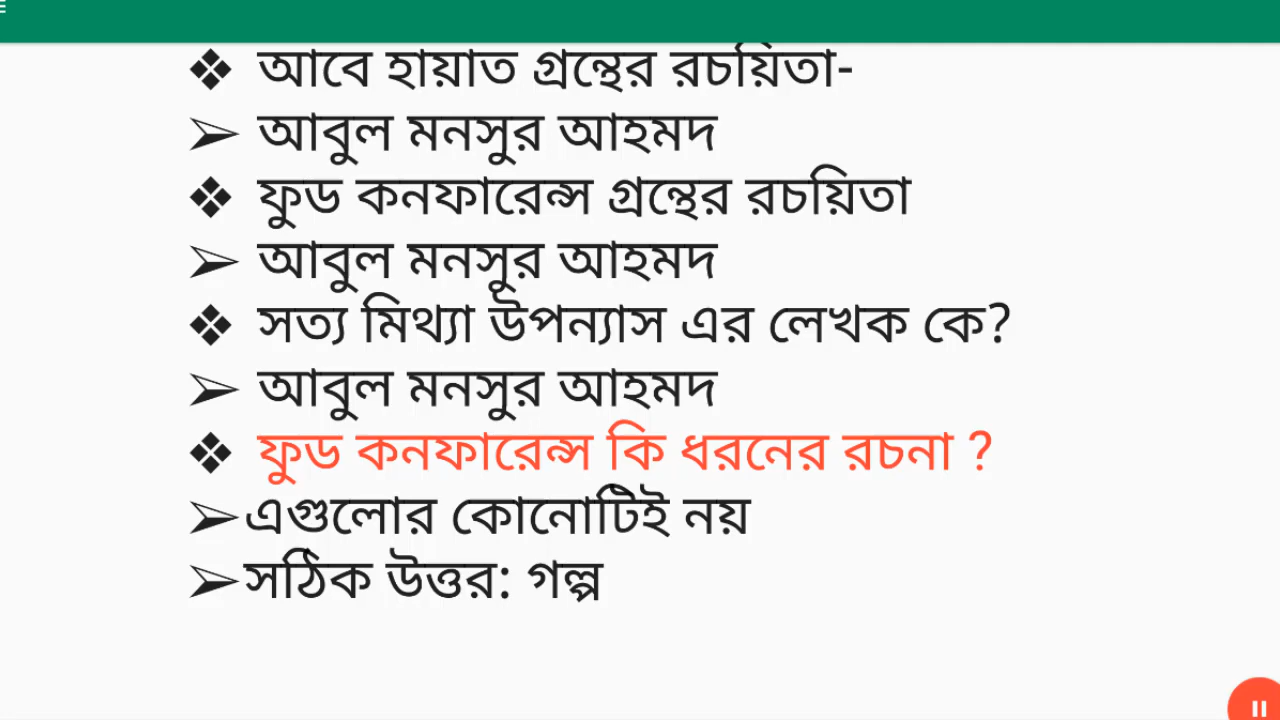 ❖ আবে হায়াত গ্রন্থের রচয়িতা-
➢ আবুল মনসুর আহমদ
❖ ফুড কনফারেন্স গ্রন্থের রচয়িতা
➢ আবুল মনসুর আহমদ
❖ সত্য মিথ্যা উপন্যাস এর লেখক কে?
➢ আবুল মনসুর আহমদ
❖ ফুড কনফারেন্স কি ধরনের রচনা ?
➢এগুলোর কোনোটিই নয়
➢সঠিক উত্তর: গল্প